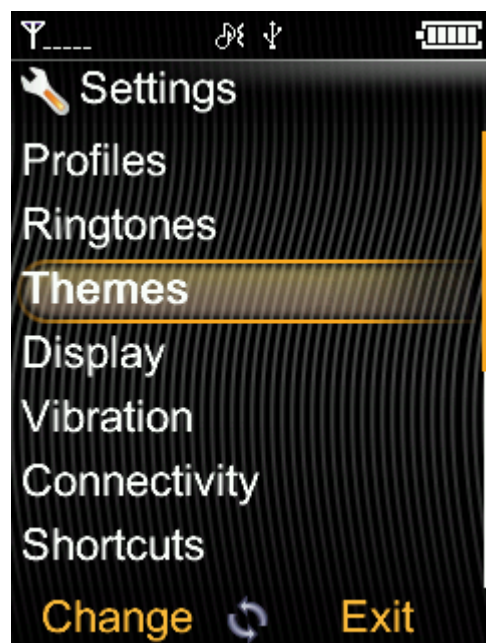 Settings
Profiles
Ringtones
Themes
Display
Vibration
Connectivity
Shortcuts
Change Exit